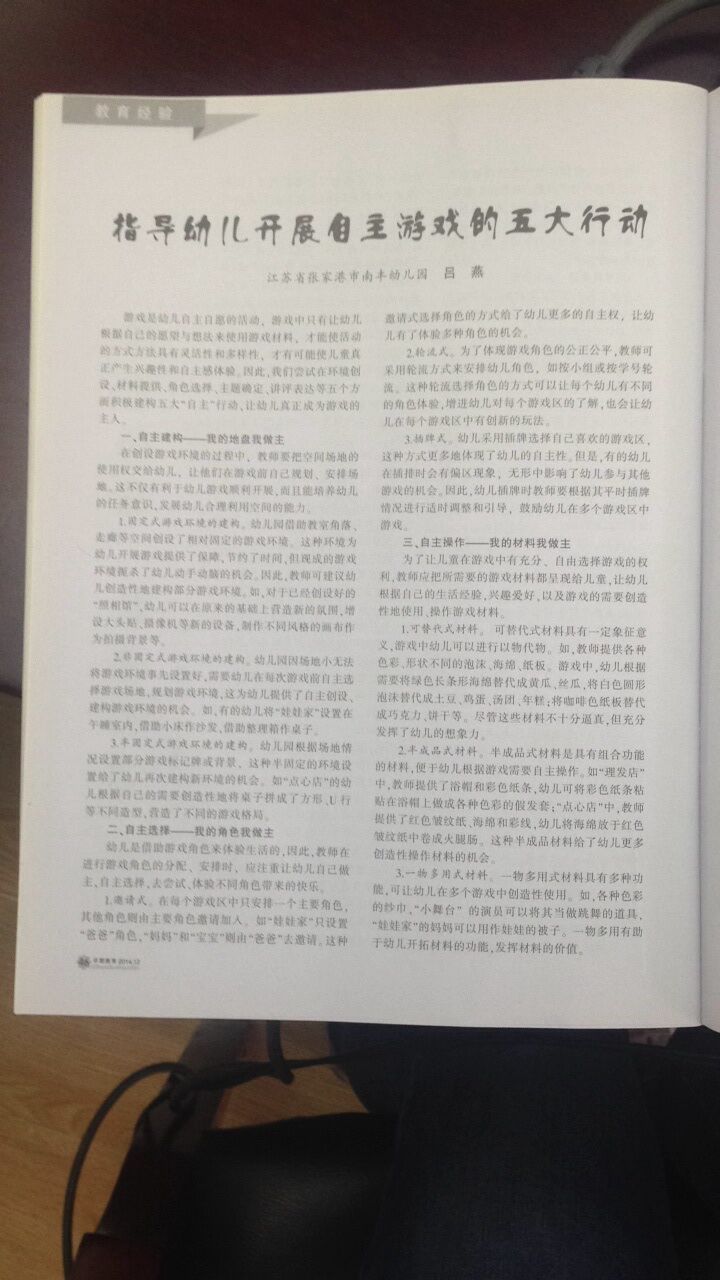 教育经验
指导幼儿开展自主游戏的五大行动
江苏省张家港市南丰幼儿园 吕 燕
游戏是幼儿自主自愿的活动，游戏中只有让幼儿
根据自己的愿望与想法来使用游戏材料，才能使活动
的方式方法具有灵活性和多样性，才有可能使儿童真
正产生兴趣性和自主感体验。因此，我们尝试在环境创
设、材料提供、角色选择、主题确定、讲评表达等五个方
面积极建构五大“自主”行动，让幼儿真正成为游戏的
主人。
一、自主建构——我的地盘我做主
在创设游戏环境的过程中，教师要把空间场地的
使用权交给幼儿，让他们在游戏前自己规划、安排场
地。这不仅有利于幼儿游戏顺利开展，而且能培养幼儿
的任务意识，发展幼儿合理利用空间的能力。
1.固定式游戏环境的建构。幼儿园借助教室角落、
走廊等空间创设了相对固定的游戏环境。这种环境为
幼儿开展游戏提供了保障，节约了时间，但现成的游戏
环境扼杀了幼儿动手动脑的机会。因此，教师可建议幼
儿创造性地建构部分游戏环境。如，对于已经创设好的
“照相馆”，幼儿可以在原来的基础上营造新的氛围，增
设大头贴、摄像机等新的设备，制作不同风格的画布作
为拍摄背景等。
2.非固定式游戏环境的建构。幼儿园因场地小无法
将游戏环境事先设置好，需要幼儿在每次游戏前自主选
择游戏场地，规划游戏环境，这为幼儿提供了自主创设、
建构游戏环境的机会。如，有的幼儿将“娃娃家”设置在
午睡室内，借助小床作沙发，借助整理箱作桌子。
3.半固定式游戏环境的建构。幼儿园根据场地情
况设置部分游戏标记牌或背景，这种半固定的环境设
置给了幼儿再次建构新环境的机会。如“点心店”的幼
儿根据自己的需要创造性地将桌子拼成了方形、U行
等不同造型，营造了不同的游戏格局。
二、自主选择——我的角色我做主
幼儿是借助游戏角色来体验生活的，因此，教师在
进行游戏角色的分配、安排时，应注重让幼儿自己做
主、自主选择，去尝试、体验不同角色带来的快乐。
1.邀请式。在每个游戏区中只安排一个主要角色，
其他角色则由主要角色邀请加入。如“娃娃家”只设置
“爸爸”角色，“妈妈”和“宝宝”则由“爸爸”去邀请。这种
邀请式选择角色的方式给了幼儿更多的自主权，让幼
儿有了体验多种角色的机会。
2.轮流式。为了体现游戏角色的公正公平，教师可
采用轮流方式来安排幼儿角色，如按小组或按学号轮
流。这种轮流选择角色的方式可以让每个幼儿有不同
的角色体验，增进幼儿对每个游戏区的了解，也会让幼
儿在每个游戏区中有创新的玩法。
3.插牌式。幼儿采用插牌选择自己喜欢的游戏区，
这种方式更多地体现了幼儿的自主性。但是，有的幼儿
在插排时会有偏区现象，无形中影响了幼儿参与其他
游戏的机会。因此，幼儿插牌时教师要根据其平时插牌
情况进行适时调整和引导，鼓励幼儿在多个游戏区中
游戏。
三、自主操作——我的材料我做主
为了让儿童在游戏中有充分、自由选择游戏的权
利，教师应把所需要的游戏材料都呈现给儿童，让幼儿
根据自己的生活经验，兴趣爱好，以及游戏的需要创造
性地使用、操作游戏材料。
1.可替代式材料。可替代式材料具有一定象征意
义，游戏中幼儿可以进行以物代物。如，教师提供各种
色彩、形状不同的泡沫、海绵、纸板。游戏中，幼儿根据
需要将绿色长条形海绵替代成黄瓜、丝瓜，将白色圆形
泡沫替代成土豆、鸡蛋、汤团、年糕；将咖啡色纸板替代
成巧克力、饼干等。尽管这些材料不十分逼真，但充分
发挥了幼儿的想象力。
2.半成品式材料。半成品式材料是具有组合功能
的材料，便于幼儿根据游戏需要自主操作。如“理发店”
中，教师提供了浴帽和彩色纸条，幼儿可将彩色纸条粘
贴在浴帽上做成各种色彩的假发套；“点心店”中，教师
提供了红色皱纹纸、海绵和彩线，幼儿将海绵放于红色
皱纹纸中卷成火腿肠。这种半成品材料给了幼儿更多
创造性操作材料的机会。
3.一物多用式材料。一物多用式材料具有多种功
能，可让幼儿在多个游戏中创造性使用。如，各种色彩
的纱巾，“小舞台”的演员可以将其当做跳舞的道具，
“娃娃家”的妈妈可以用作娃娃的被子。一物多用有助
于幼儿开拓材料的功能，发挥材料的价值。
46 2014.12